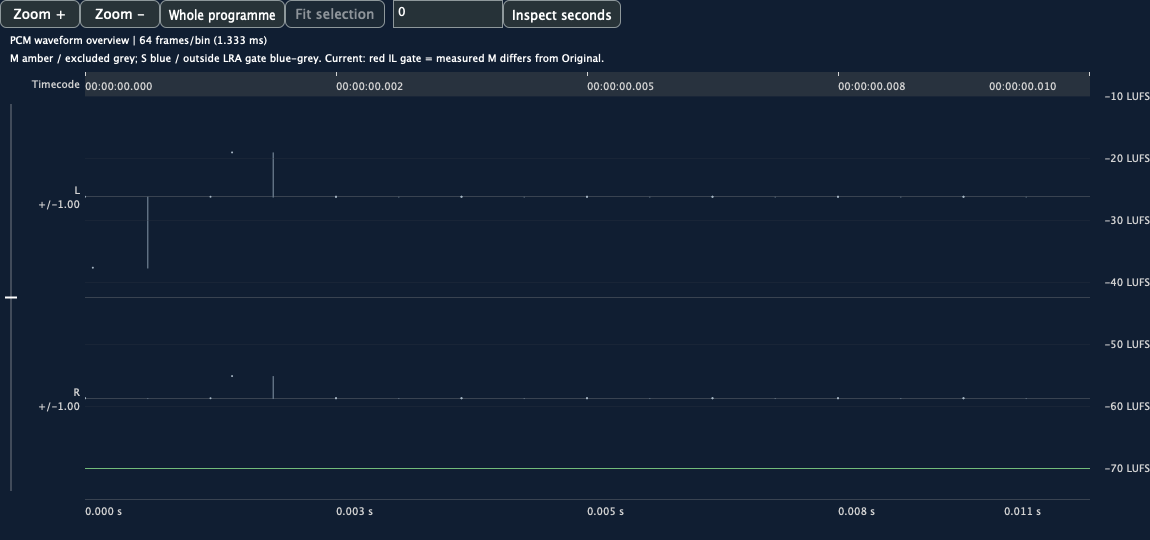 Zoom + Zoom – Whole programme Fit selection 0 Inspect seconds
PCM waveform overview | 64 frames/bin (1.333 ms)
M amber / excluded grey; S blue / outside LRA gate blue-grey. Current: red IL gate = measured M differs from Original.
Timecode 00:00:00.000 00:00:00.002 00:00:00.005 00:00:00.008 00:00:00.010
−10 LUFS
−20 LUFS
L
+/−1.00
−30 LUFS
−40 LUFS
−50 LUFS
R
+/−1.00
−60 LUFS
−70 LUFS
0.000 s 0.003 s 0.005 s 0.008 s 0.011 s